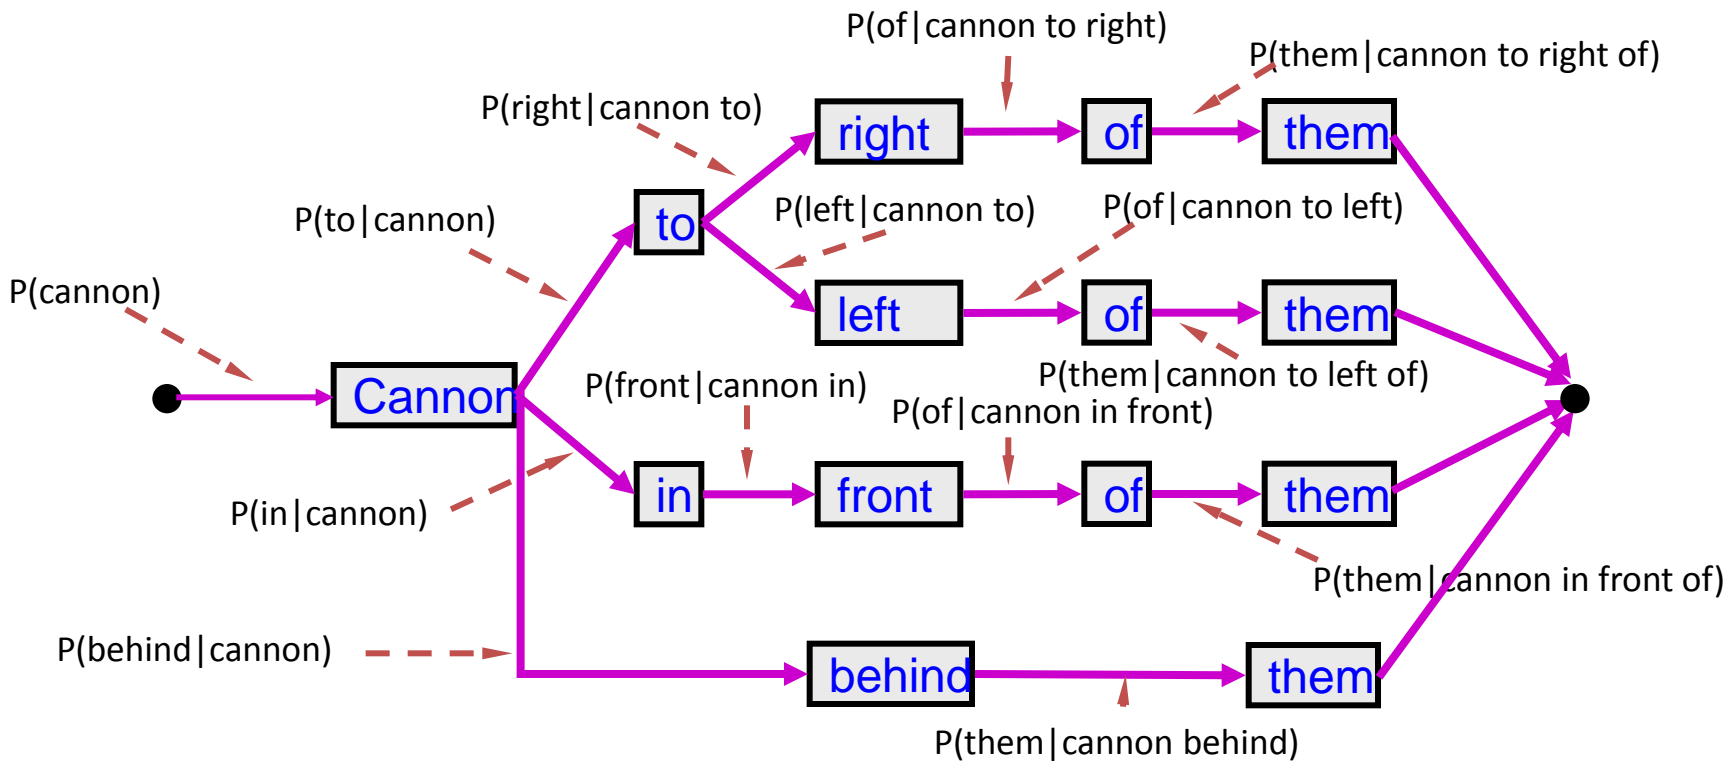 P(of|cannon to right)
P(them|cannon to right of)
P(right|cannon to)
right
of
them
P(to|cannon)
to
P(left|cannon to)
P(of|cannon to left)
P(cannon)
left
of
them
Cannon
P(front|cannon in)
P(them|cannon to left of)
P(of|cannon in front)
P(in|cannon)
in
front
of
them
P(them|cannon in front of)
P(behind|cannon)
behind
them
P(them|cannon behind)